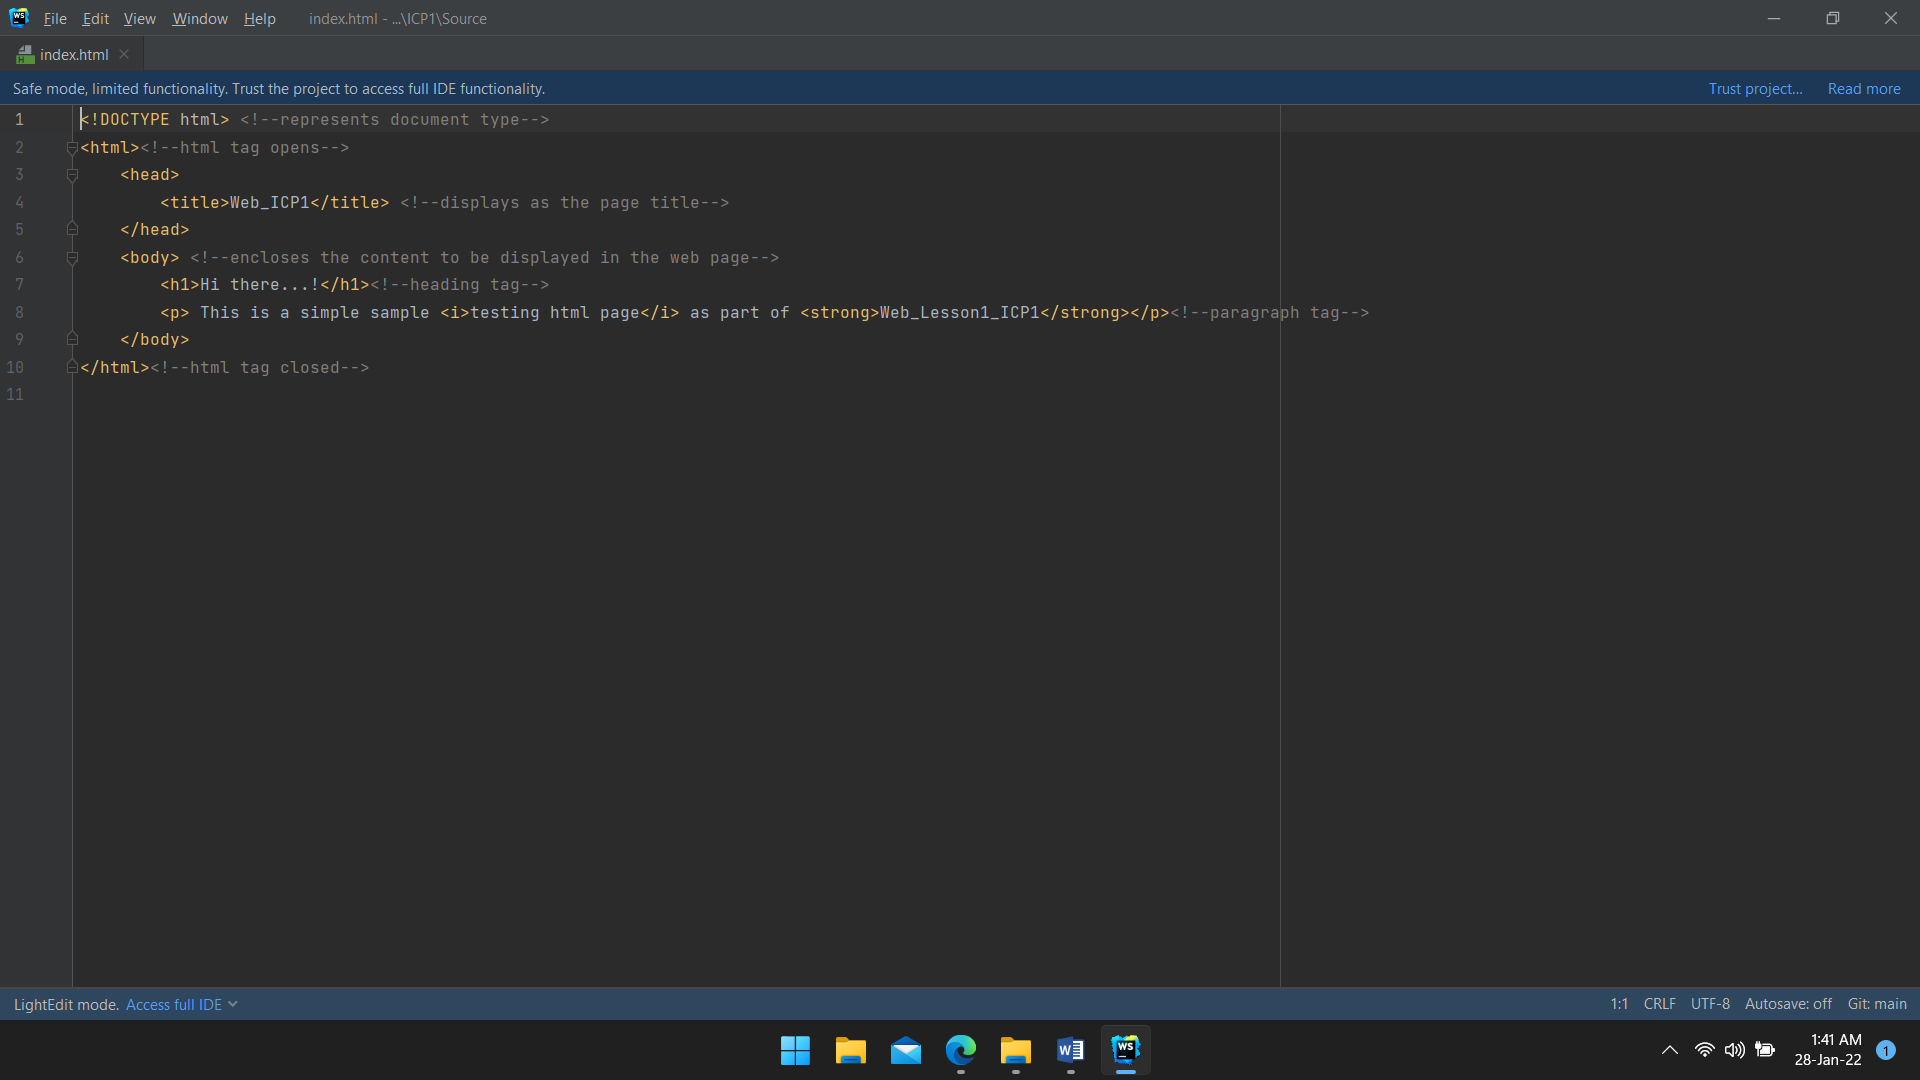 WS File Edit View Window Help index.html - ...\ICP1\Source
H index.html
Safe mode, limited functionality. Trust the project to access full IDE functionality. Trust project... Read more
1 <!DOCTYPE html> <!--represents document type-->
2 <html><!--html tag opens-->
3 <head>
4 <title>Web_ICP1</title> <!--displays as the page title-->
5 </head>
6 <body> <!--encloses the content to be displayed in the web page-->
7 <h1>Hi there...!</h1><!--heading tag-->
8 <p> This is a simple sample <i>testing html page</i> as part of <strong>Web_Lesson1_ICP1</strong></p><!--paragraph tag-->
9 </body>
10 </html><!--html tag closed-->
11
LightEdit mode. Access full IDE 1:1 CRLF UTF-8 Autosave: off Git: main
W WS 1:41 AM
28-Jan-22 1